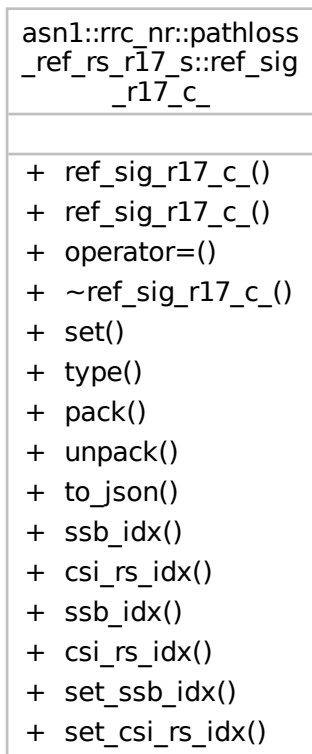 asn1::rrc_nr::pathloss
_ref_rs_r17_s::ref_sig
_r17_c_
+ ref_sig_r17_c_()
+ ref_sig_r17_c_()
+ operator=()
+ ~ref_sig_r17_c_()
+ set()
+ type()
+ pack()
+ unpack()
+ to_json()
+ ssb_idx()
+ csi_rs_idx()
+ ssb_idx()
+ csi_rs_idx()
+ set_ssb_idx()
+ set_csi_rs_idx()